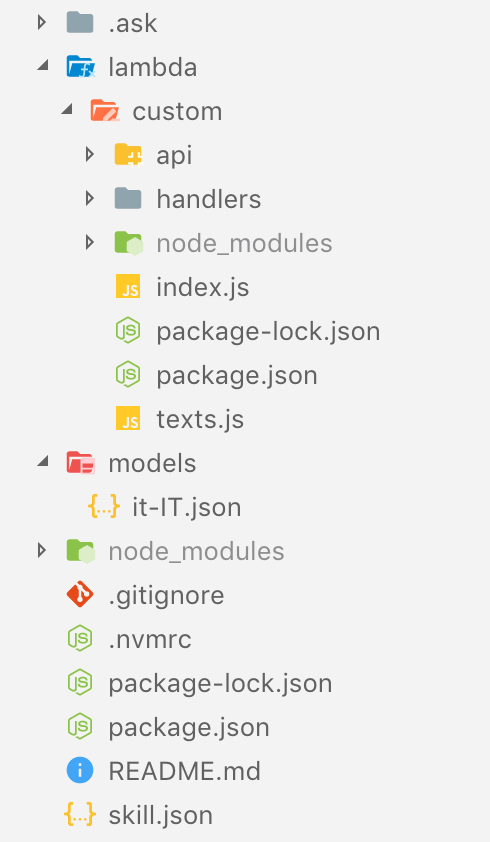 .ask
lambda
custom
api
handlers
node_modules
index.js
package-lock.json
package.json
texts.js
models
it-IT.json
node_modules
.gitignore
.nvmrc
package-lock.json
package.json
README.md
skill.json